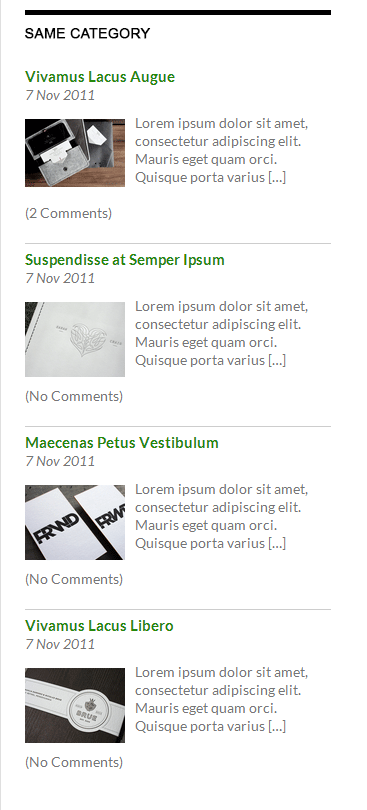 SAME CATEGORY
Vivamus Lacus Augue
7 Nov 2011
Lorem ipsum dolor sit amet,
consectetur adipiscing elit.
Mauris eget quam orci.
Quisque porta varius [...]
(2 Comments)
Suspendisse at Semper Ipsum
7 Nov 2011
Lorem ipsum dolor sit amet,
consectetur adipiscing elit.
Mauris eget quam orci.
Quisque porta varius [...]
(No Comments)
Maecenas Petus Vestibulum
7 Nov 2011
FRWD
Lorem ipsum dolor sit amet,
consectetur adipiscing elit.
Mauris eget quam orci.
Quisque porta varius [...]
(No Comments)
Vivamus Lacus Libero
7 Nov 2011
BRUZ
Lorem ipsum dolor sit amet,
consectetur adipiscing elit.
Mauris eget quam orci.
Quisque porta varius [...]
(No Comments)